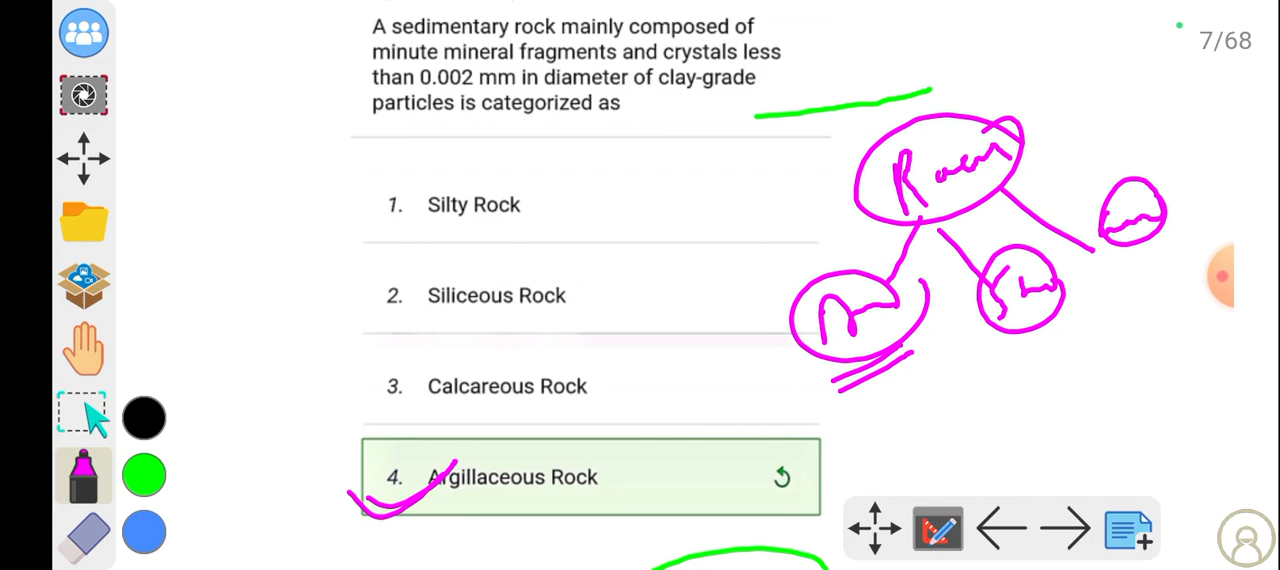 A sedimentary rock mainly composed of
minute mineral fragments and crystals less
than 0.002 mm in diameter of clay-grade
particles is categorized as
7/68
1. Silty Rock
2. Siliceous Rock
3. Calcareous Rock
4. Argillaceous Rock